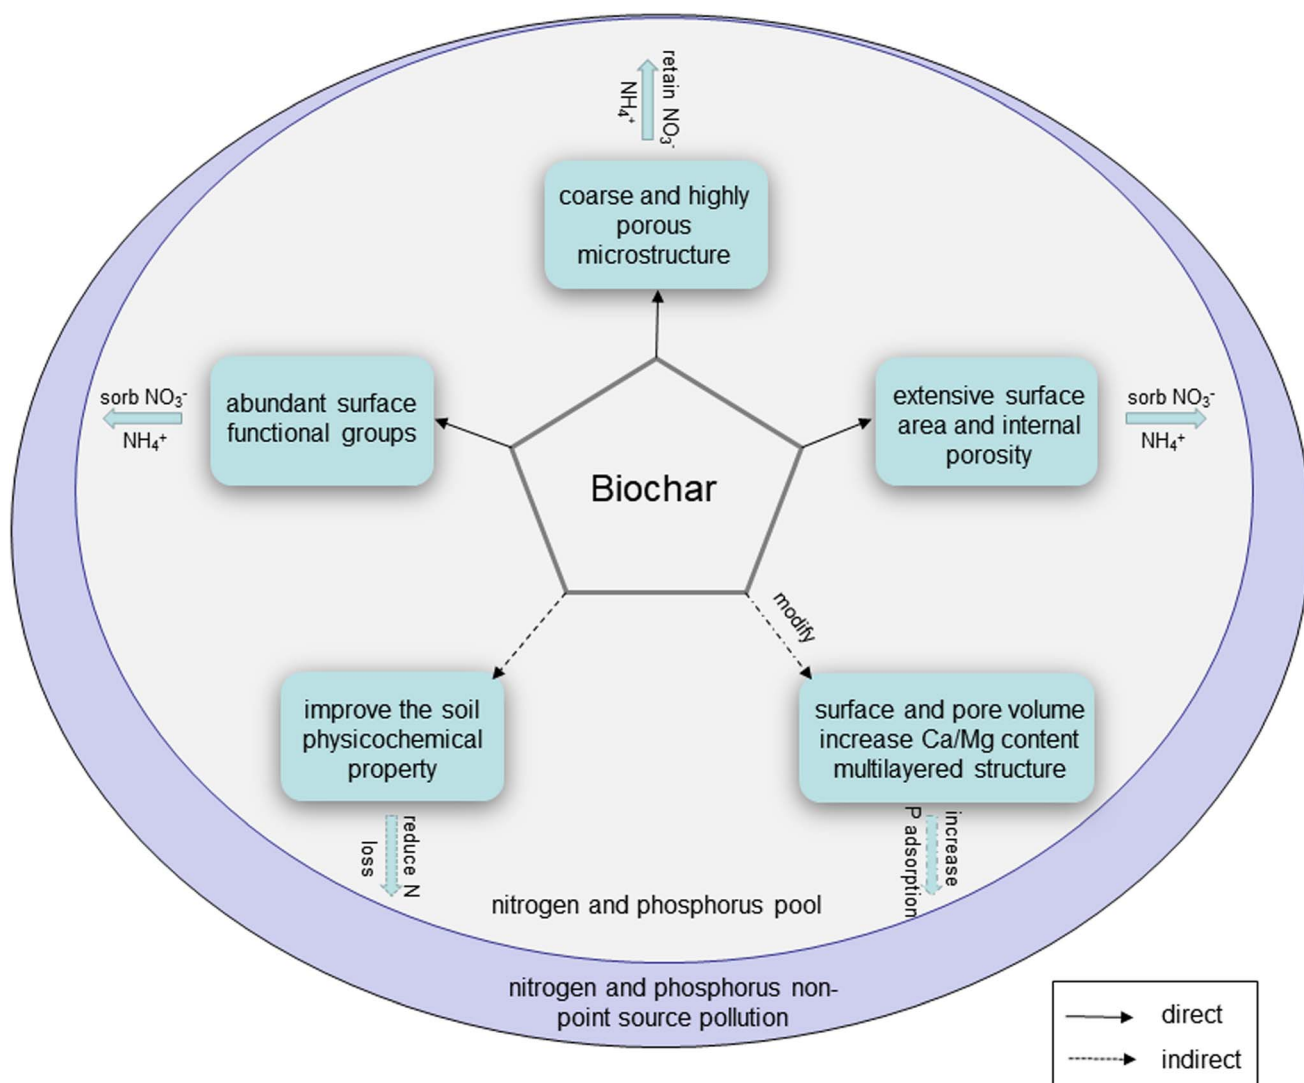 retain NO₃⁻
NH₄⁺
coarse and highly
porous
microstructure
sorb NO₃⁻
NH₄⁺
abundant surface
functional groups
extensive surface
area and internal
porosity
sorb NO₃⁻
NH₄⁺
Biochar
modify
improve the soil
physicochemical
property
surface and pore volume
increase Ca/Mg content
multilayered structure
reduce N
loss
increase
P adsorption
nitrogen and phosphorus pool
nitrogen and phosphorus non-
point source pollution
direct
indirect